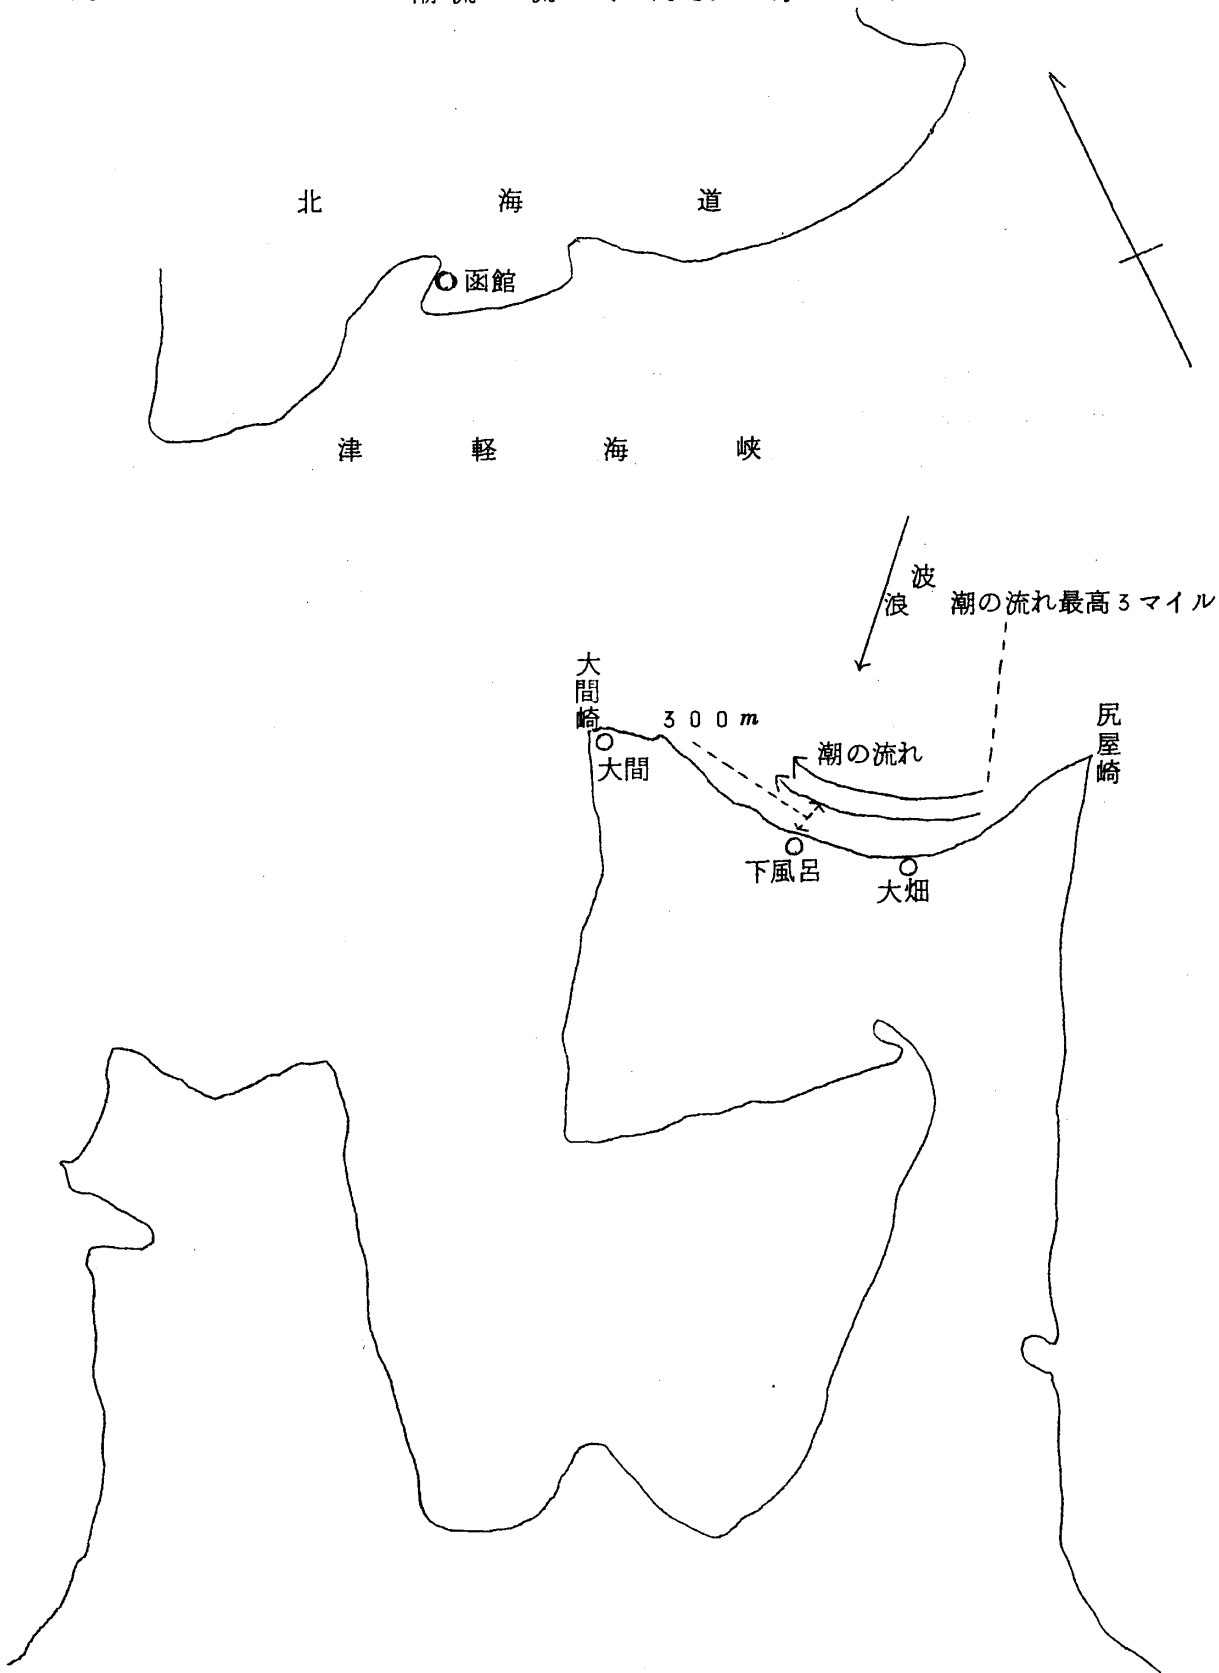 北海道
函館
津軽海峡
波浪
潮の流れ最高3マイル
大間崎
300m
尻屋崎
潮の流れ
大間
下風呂
大畑